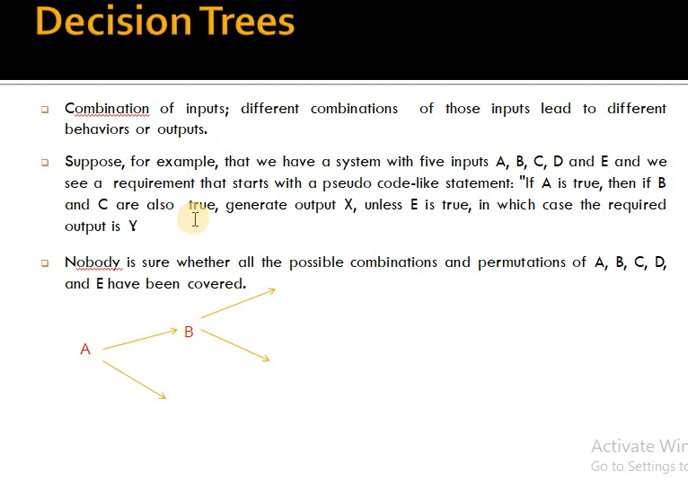 Decision Trees
Combination of inputs; different combinations of those inputs lead to different
behaviors or outputs.
Suppose, for example, that we have a system with five inputs A, B, C, D and E and we
see a requirement that starts with a pseudo code-like statement: "If A is true, then if B
and C are also true, generate output X, unless E is true, in which case the required
output is Y
Nobody is sure whether all the possible combinations and permutations of A, B, C, D,
and E have been covered.
B
A
Activate Win
Go to Settings to